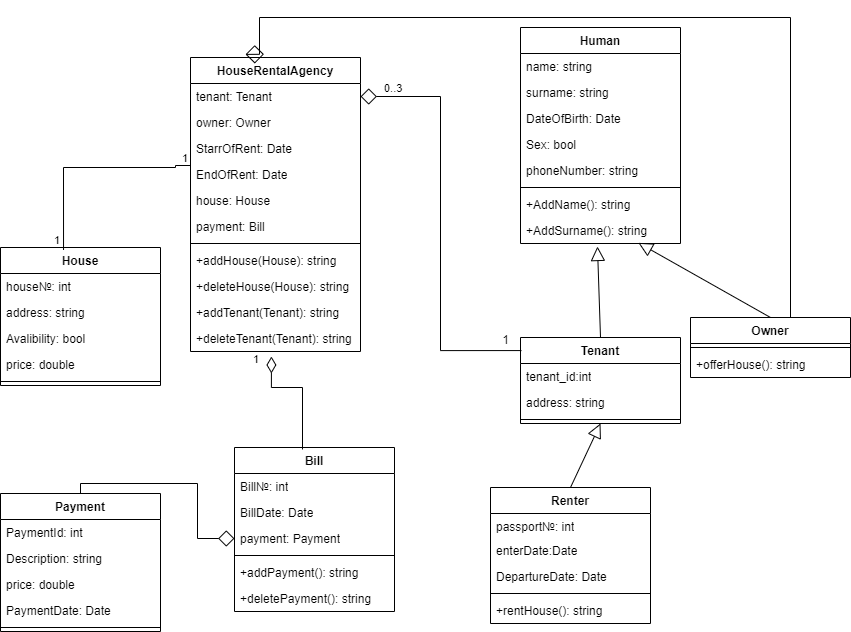 HouseRentalAgency
tenant: Tenant
owner: Owner
StarrOfRent: Date
EndOfRent: Date
house: House
payment: Bill
+addHouse(House): string
+deleteHouse(House): string
+addTenant(Tenant): string
+deleteTenant(Tenant): string
0..3
1
1
1
1
Human
name: string
surname: string
DateOfBirth: Date
Sex: bool
phoneNumber: string
+AddName(): string
+AddSurname(): string
House
house№: int
address: string
Avalibility: bool
price: double
Owner
+offerHouse(): string
Tenant
tenant_id:int
address: string
Bill
Bill№: int
BillDate: Date
payment: Payment
+addPayment(): string
+deletePayment(): string
Payment
PaymentId: int
Description: string
price: double
PaymentDate: Date
Renter
passport№: int
enterDate:Date
DepartureDate: Date
+rentHouse(): string